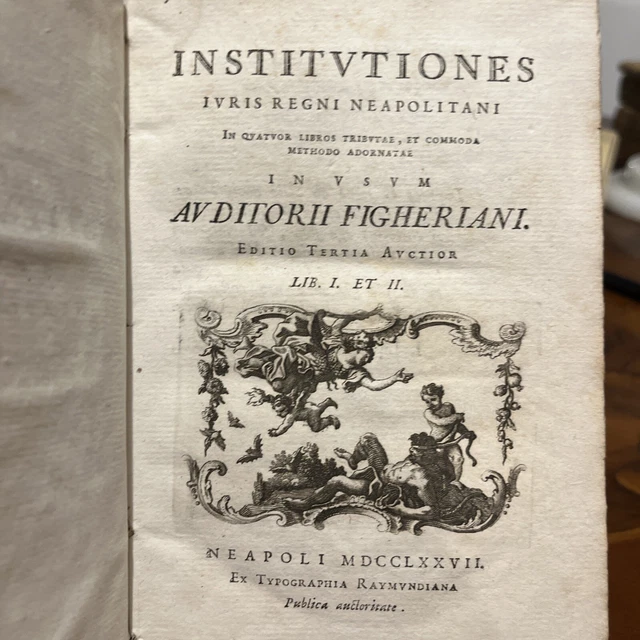 INSTITVTIONES
IVRIS REGNI NEAPOLITANI
IN QVATVOR LIBROS TRIBVTAE, ET COMMODA
METHODO ADORNATAE
IN VSVM
AVDITORII FIGHERIANI.
EDITIO TERTIA AVCTIOR
LIB. I. ET II.
NEAPOLI MDCCLXXVII.
EX TYPOGRAPHIA RAYMVNDIANA
Publica auctoritate.